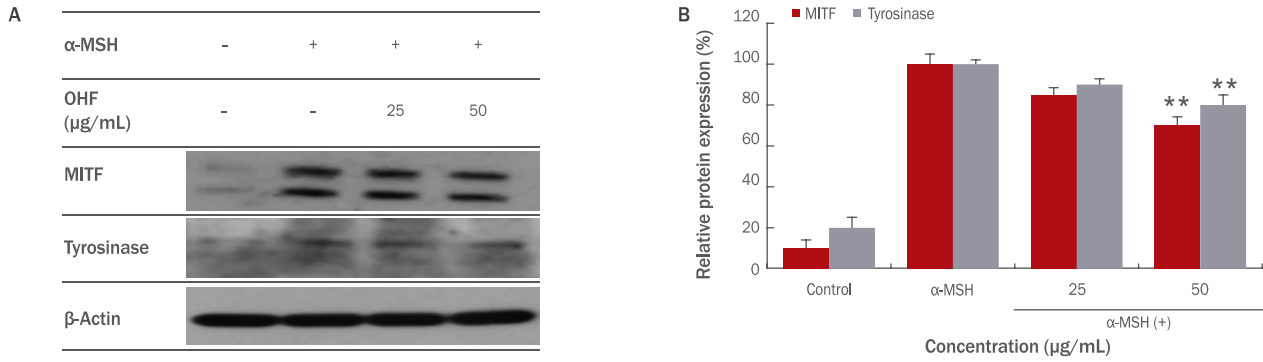 A
α-MSH - + + +
OHF
(µg/mL) - - 25 50
MITF
Tyrosinase
β-Actin
B
MITF Tyrosinase
Relative protein expression (%)
120
100
80
60
40
20
0
** **
Control α-MSH 25 50
α-MSH (+)
Concentration (µg/mL)